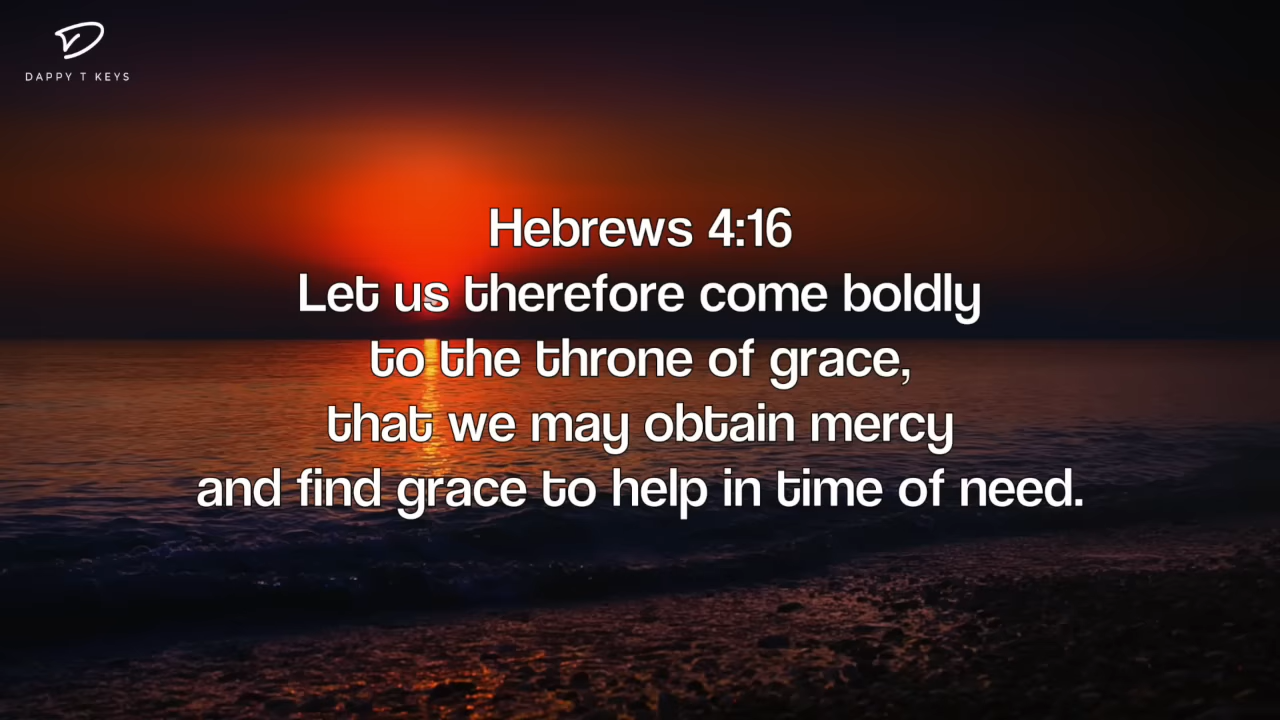 DAPPY T KEYS
Hebrews 4:16
Let us therefore come boldly
to the throne of grace,
that we may obtain mercy
and find grace to help in time of need.